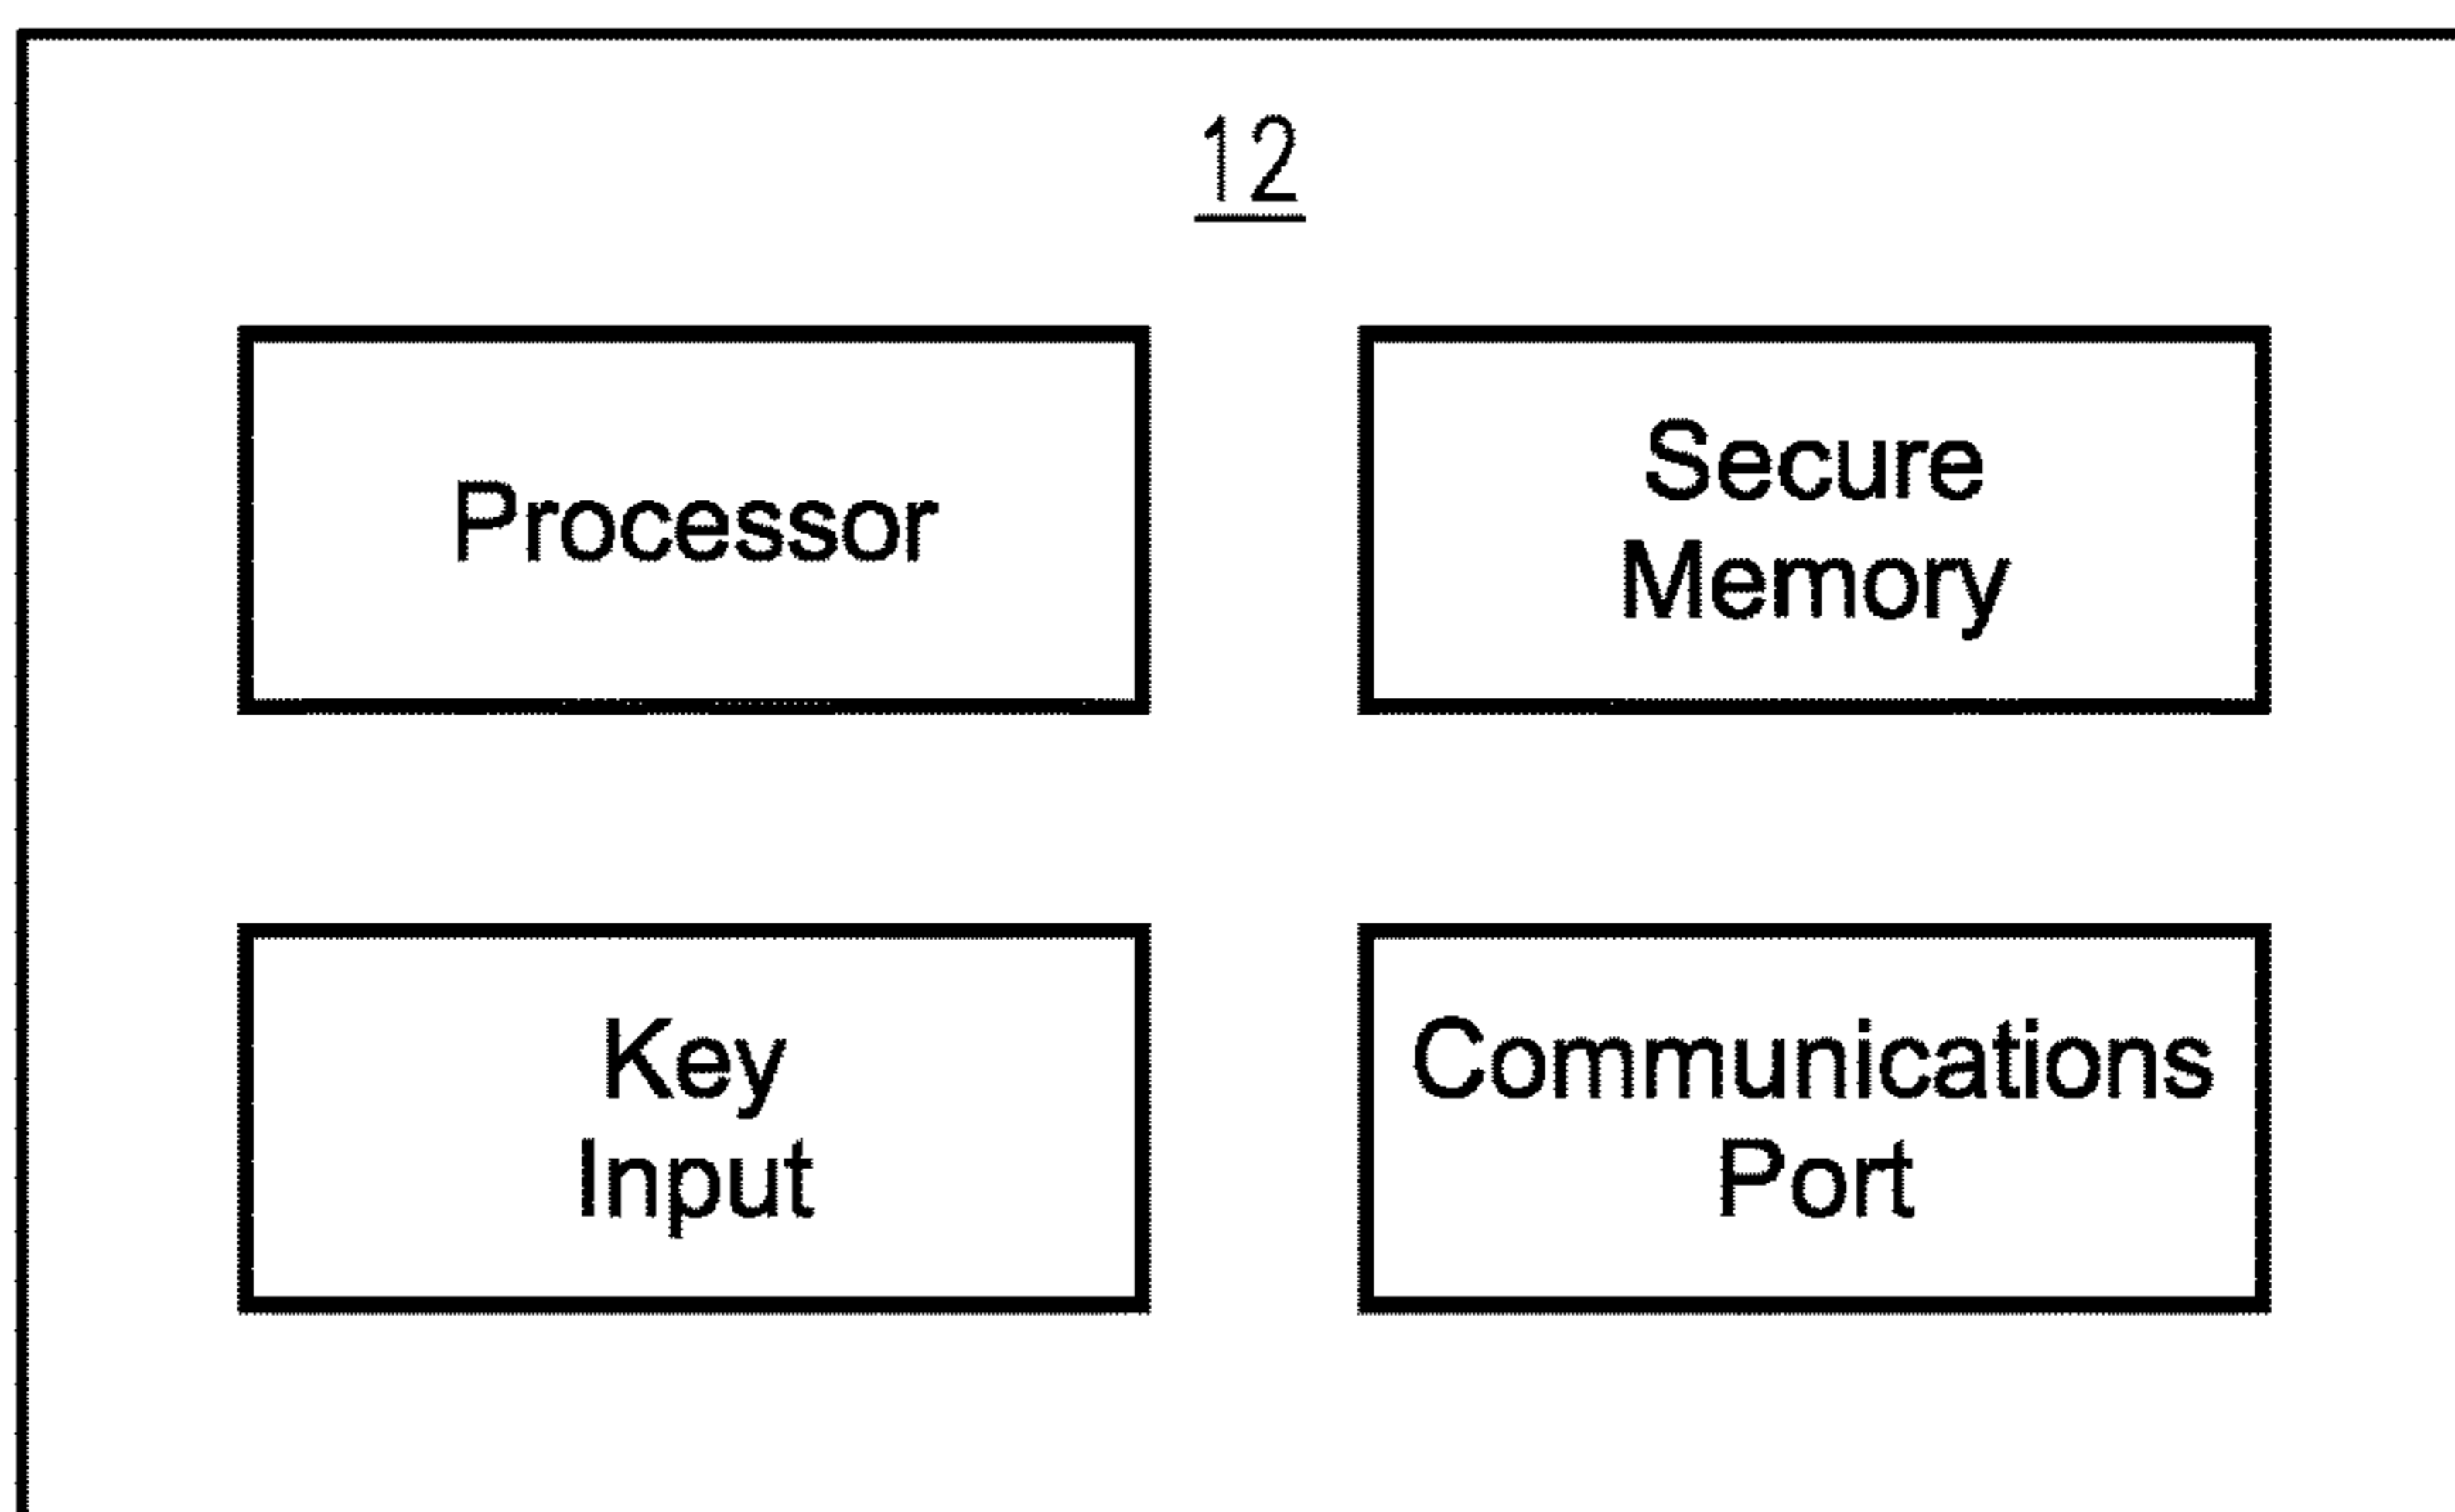 12
Processor
Secure
Memory
Key
Input
Communications
Port